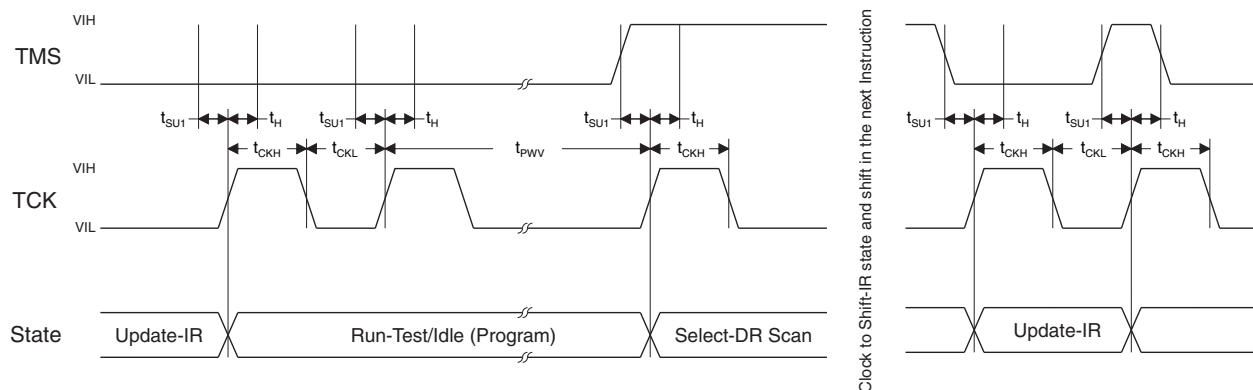 VIH
TMS
VIL
tSU1 tH tSU1 tH tSU1 tH tSU1 tH tSU1 tH
tCKH tCKL tPWV tCKH tCKH tCKL tCKH
VIH
TCK
VIL
State
Update-IR
Run-Test/Idle (Program)
Select-DR Scan
Clock to Shift-IR state and shift in the next Instruction
Update-IR